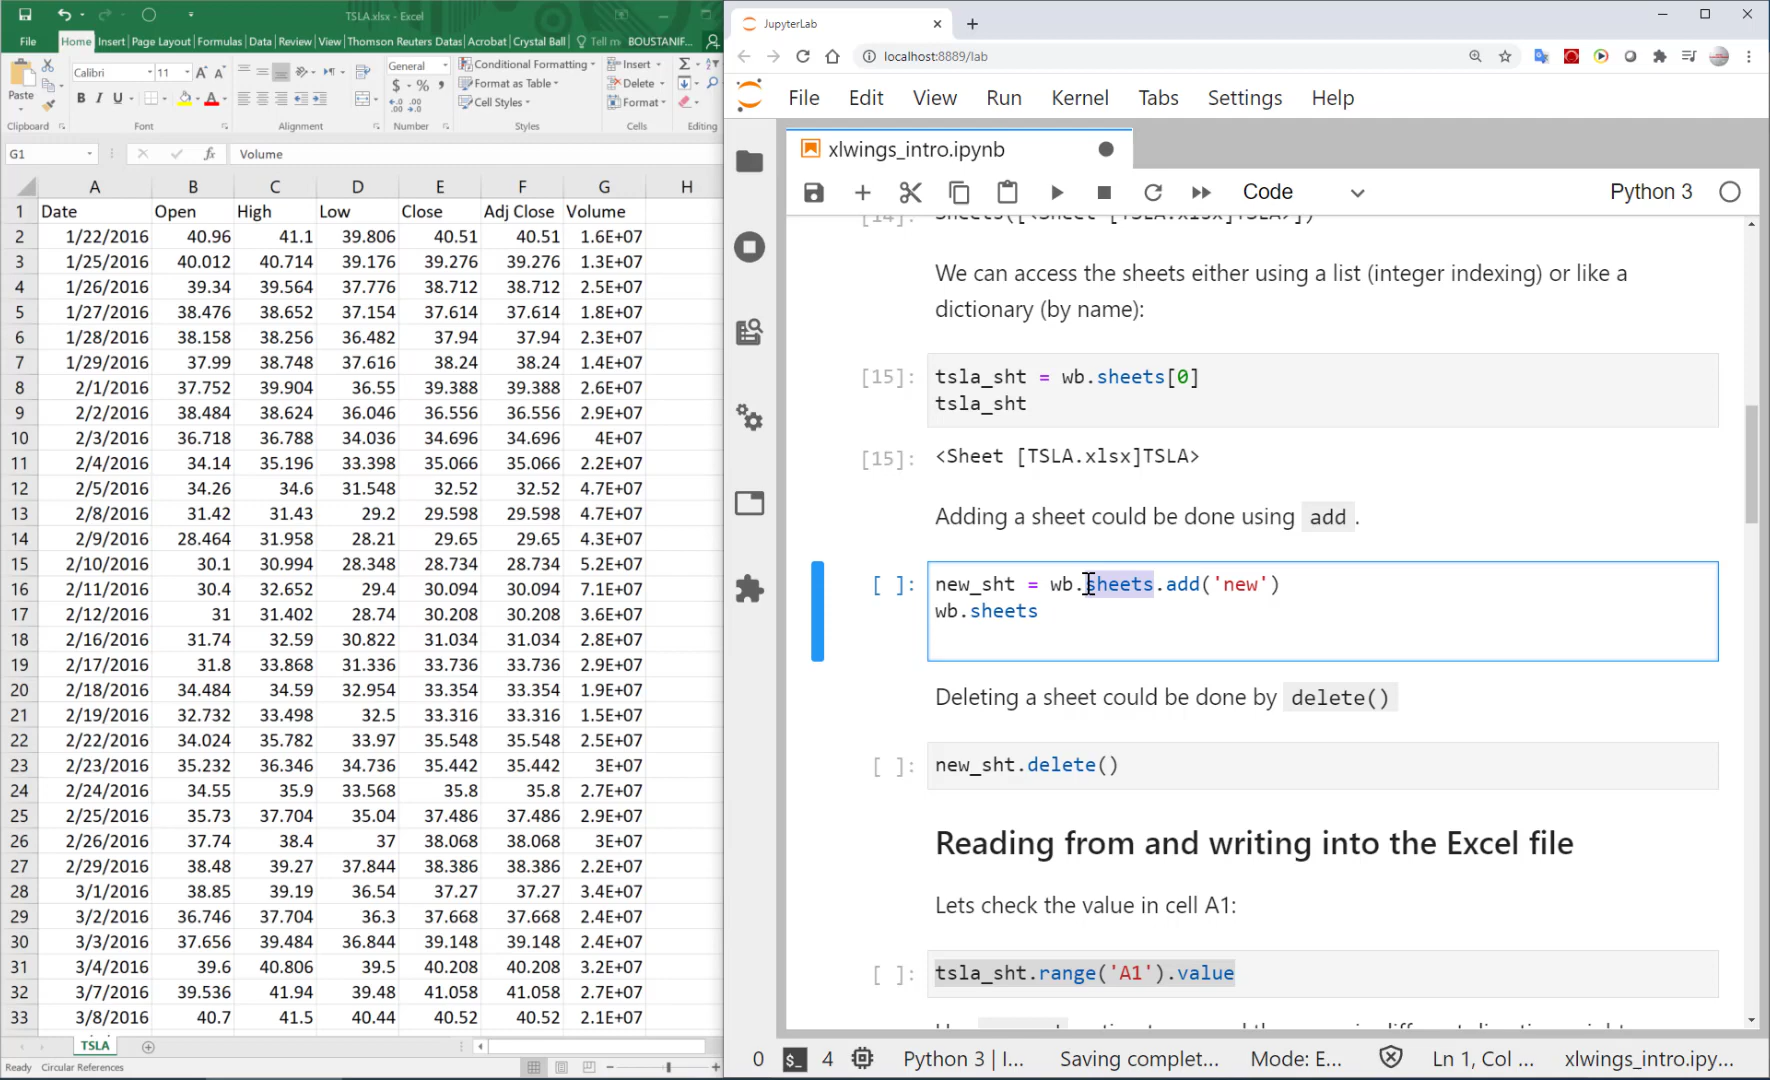 TSLA.xlsx - Excel
File Home Insert Page Layout Formulas Data Review View Thomson Reuters Datas Acrobat Crystal Ball Tell m BOUSTANIF...
Paste
Calibri 11
B I U
General
$ % 9
Conditional Formatting
Format as Table
Cell Styles
Insert
Delete
Format
Clipboard Font Alignment Number Styles Cells Editing
G1 fx Volume
A B C D E F G H
1 Date Open High Low Close Adj Close Volume
2 1/22/2016 40.96 41.1 39.806 40.51 40.51 1.6E+07
3 1/25/2016 40.012 40.714 39.176 39.276 39.276 1.3E+07
4 1/26/2016 39.34 39.564 37.776 38.712 38.712 2.5E+07
5 1/27/2016 38.476 38.652 37.154 37.614 37.614 1.8E+07
6 1/28/2016 38.158 38.256 36.482 37.94 37.94 2.3E+07
7 1/29/2016 37.99 38.748 37.616 38.24 38.24 1.4E+07
8 2/1/2016 37.752 39.904 36.55 39.388 39.388 2.6E+07
9 2/2/2016 38.484 38.624 36.046 36.556 36.556 2.9E+07
10 2/3/2016 36.718 36.788 34.036 34.696 34.696 4E+07
11 2/4/2016 34.14 35.196 33.398 35.066 35.066 2.2E+07
12 2/5/2016 34.26 34.6 31.548 32.52 32.52 4.7E+07
13 2/8/2016 31.42 31.43 29.2 29.598 29.598 4.7E+07
14 2/9/2016 28.464 31.958 28.21 29.65 29.65 4.3E+07
15 2/10/2016 30.1 30.994 28.348 28.734 28.734 5.2E+07
16 2/11/2016 30.4 32.652 29.4 30.094 30.094 7.1E+07
17 2/12/2016 31 31.402 28.74 30.208 30.208 3.6E+07
18 2/16/2016 31.74 32.59 30.822 31.034 31.034 2.8E+07
19 2/17/2016 31.8 33.868 31.336 33.736 33.736 2.9E+07
20 2/18/2016 34.484 34.59 32.954 33.354 33.354 1.9E+07
21 2/19/2016 32.732 33.498 32.5 33.316 33.316 1.5E+07
22 2/22/2016 34.024 35.782 33.97 35.548 35.548 2.5E+07
23 2/23/2016 35.232 36.346 34.736 35.442 35.442 3E+07
24 2/24/2016 34.55 35.9 33.568 35.8 35.8 2.7E+07
25 2/25/2016 35.73 37.704 35.04 37.486 37.486 2.9E+07
26 2/26/2016 37.74 38.4 37 38.068 38.068 3E+07
27 2/29/2016 38.48 39.27 37.844 38.386 38.386 2.2E+07
28 3/1/2016 38.85 39.19 36.54 37.27 37.27 3.4E+07
29 3/2/2016 36.746 37.704 36.3 37.668 37.668 2.4E+07
30 3/3/2016 37.656 39.484 36.844 39.148 39.148 2.4E+07
31 3/4/2016 39.6 40.806 39.5 40.208 40.208 3.2E+07
32 3/7/2016 39.536 41.94 39.48 41.058 41.058 2.7E+07
33 3/8/2016 40.7 41.5 40.44 40.52 40.52 2.1E+07
TSLA
Ready Circular References
JupyterLab
localhost:8889/lab
File Edit View Run Kernel Tabs Settings Help
xlwings_intro.ipynb
Code Python 3
[14]: Sheets([<Sheet [TSLA.xlsx]TSLA>])
We can access the sheets either using a list (integer indexing) or like a
dictionary (by name):
[15]: tsla_sht = wb.sheets[0]
tsla_sht
[15]: <Sheet [TSLA.xlsx]TSLA>
Adding a sheet could be done using add .
[ ]: new_sht = wb.sheets.add('new')
wb.sheets
Deleting a sheet could be done by delete()
[ ]: new_sht.delete()
Reading from and writing into the Excel file
Lets check the value in cell A1:
[ ]: tsla_sht.range('A1').value
0 $_ 4 Python 3 | I... Saving complet... Mode: E... Ln 1, Col ... xlwings_intro.ipy...